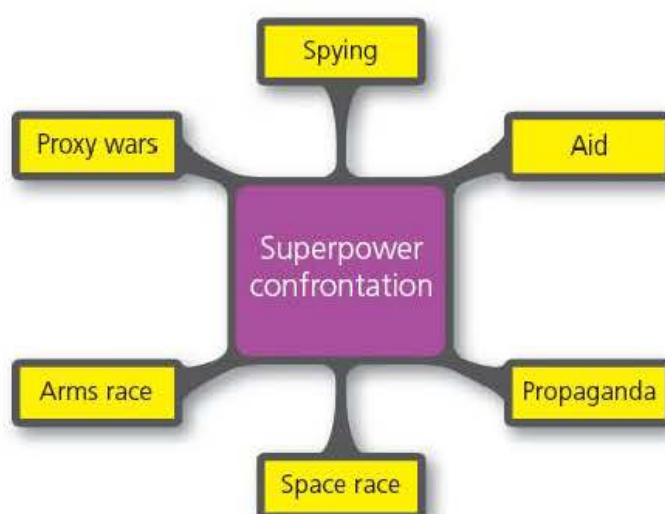 Spying
Proxy wars
Aid
Superpower
confrontation
Arms race
Propaganda
Space race